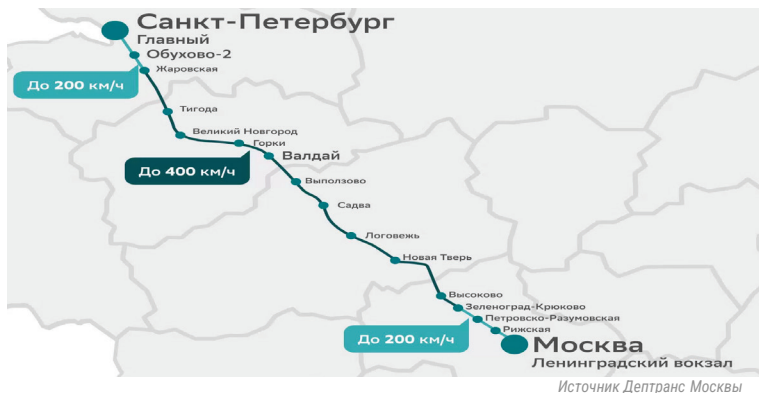 Санкт-Петербург
Главный
Обухово-2
Жаровская
До 200 км/ч
Тигода
Великий Новгород
Горки
Валдай
До 400 км/ч
Выползово
Садва
Логовежь
Новая Тверь
Высоково
Зеленоград-Крюково
Петровско-Разумовская
До 200 км/ч
Рижская
Москва
Ленинградский вокзал
Источник Дептранс Москвы